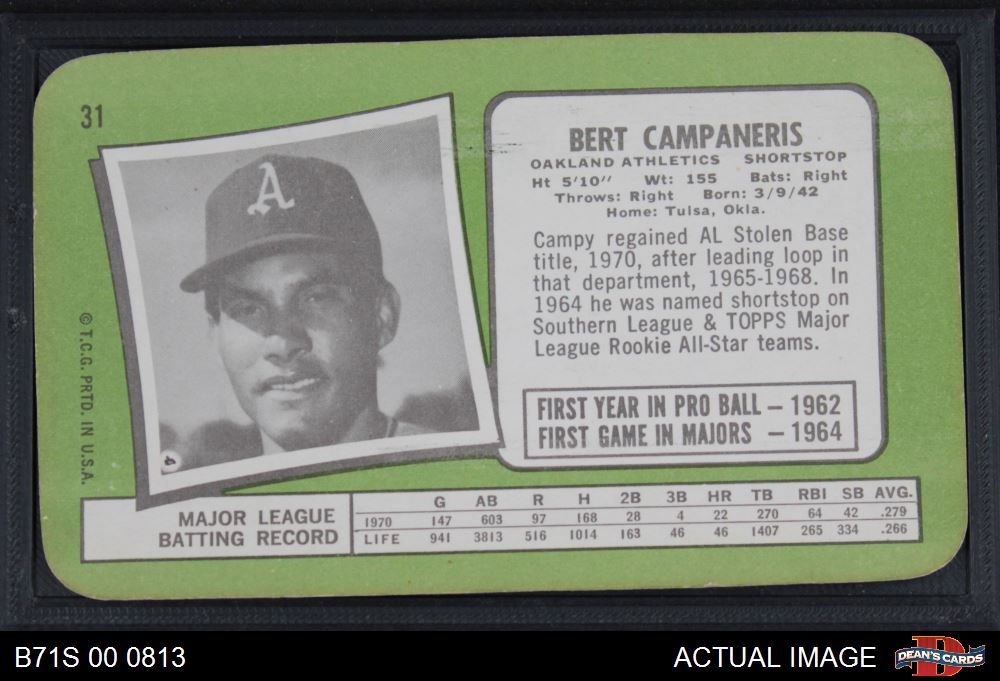 31
A
4
© T.C.G. PRTD. IN U.S.A.
BERT CAMPANERIS
OAKLAND ATHLETICS SHORTSTOP
Ht 5'10" Wt: 155 Bats: Right
Throws: Right Born: 3/9/42
Home: Tulsa, Okla.
Campy regained AL Stolen Base
title, 1970, after leading loop in
that department, 1965-1968. In
1964 he was named shortstop on
Southern League & TOPPS Major
League Rookie All-Star teams.
FIRST YEAR IN PRO BALL – 1962
FIRST GAME IN MAJORS – 1964
MAJOR LEAGUE
BATTING RECORD
G AB R H 2B 3B HR TB RBI SB AVG.
1970 147 603 97 168 28 4 22 270 64 42 .279
LIFE 941 3813 516 1014 163 46 46 1407 265 334 .266
B71S 00 0813
ACTUAL IMAGE
D
DEAN'S CARDS